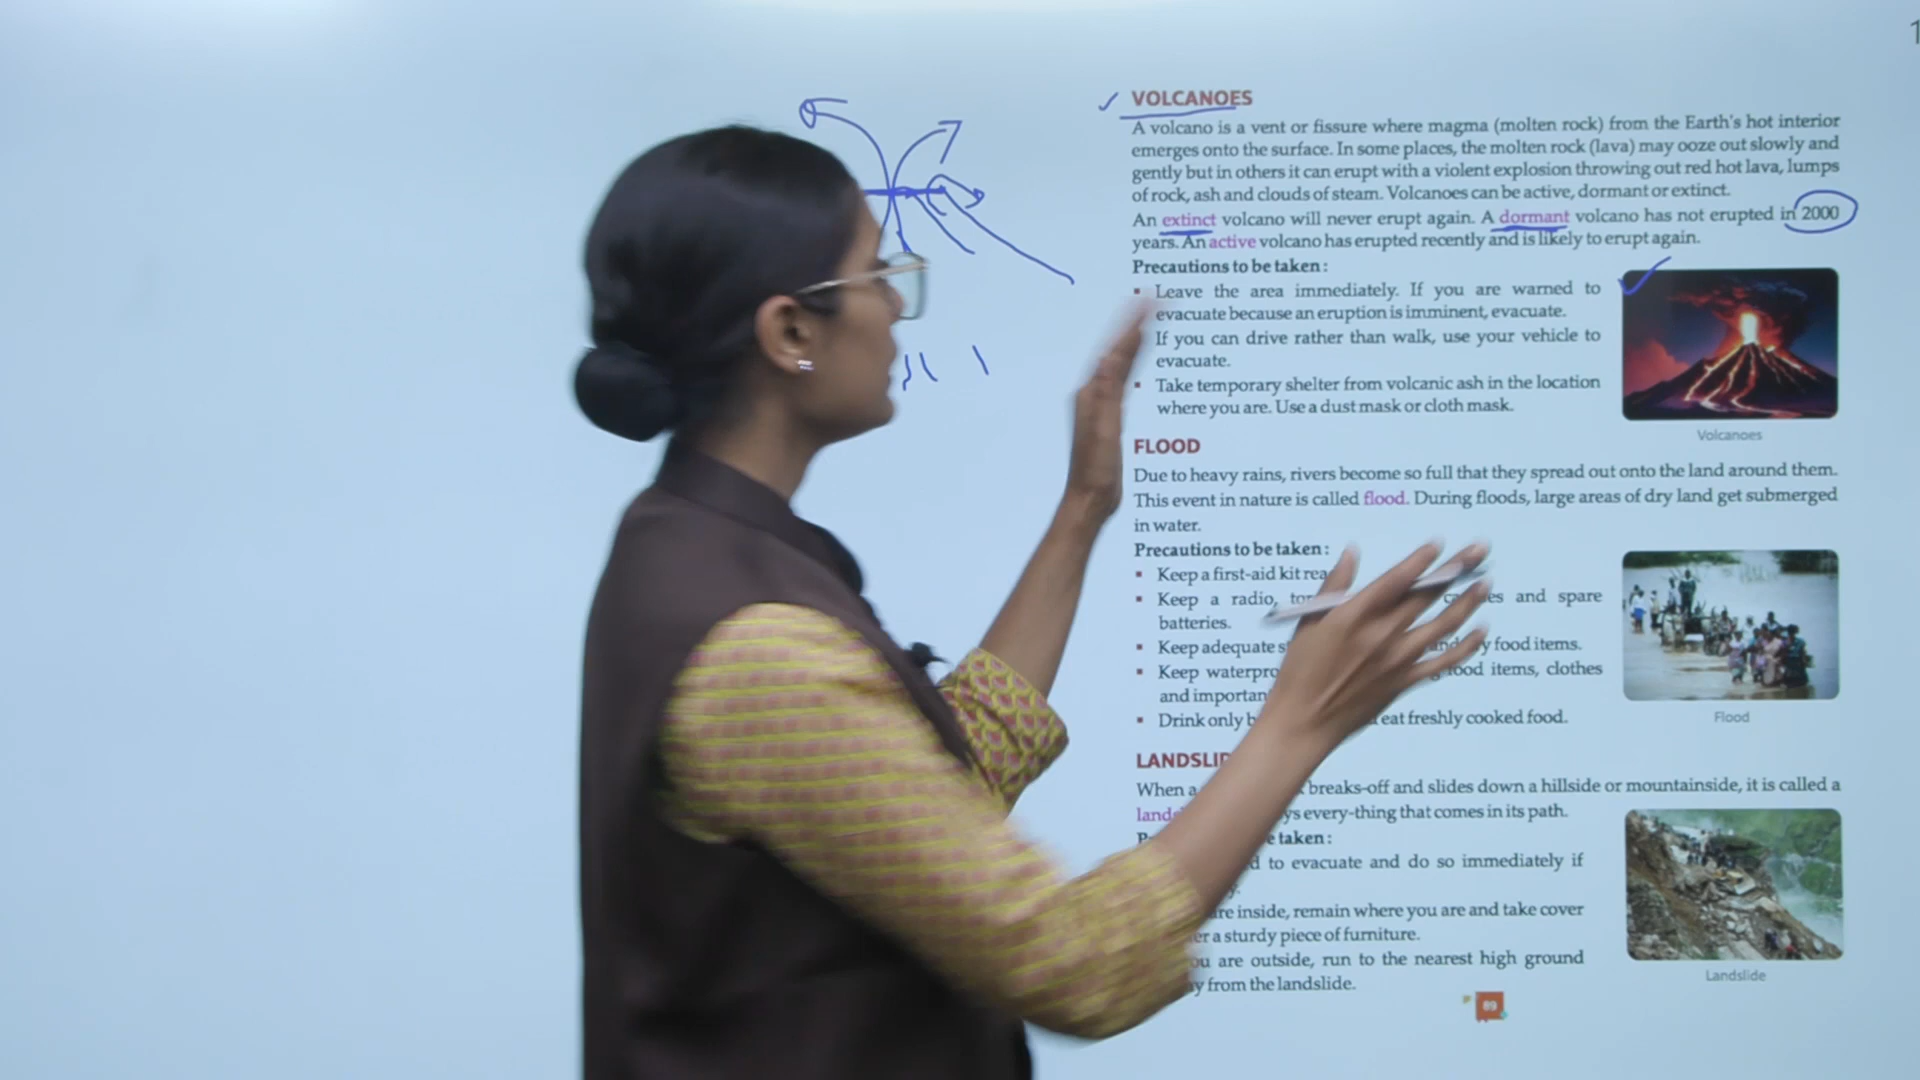 1
VOLCANOES
A volcano is a vent or fissure where magma (molten rock) from the Earth's hot interior
emerges onto the surface. In some places, the molten rock (lava) may ooze out slowly and
gently but in others it can erupt with a violent explosion throwing out red hot lava, lumps
of rock, ash and clouds of steam. Volcanoes can be active, dormant or extinct.
An extinct volcano will never erupt again. A dormant volcano has not erupted in 2000
years. An active volcano has erupted recently and is likely to erupt again.
Precautions to be taken :
Leave the area immediately. If you are warned to
evacuate because an eruption is imminent, evacuate.
If you can drive rather than walk, use your vehicle to
evacuate.
Take temporary shelter from volcanic ash in the location
where you are. Use a dust mask or cloth mask.
Volcanoes
FLOOD
Due to heavy rains, rivers become so full that they spread out onto the land around them.
This event in nature is called flood. During floods, large areas of dry land get submerged
in water.
Precautions to be taken :
Keep a first-aid kit
Keep a radio, and spare
batteries.
Keep adequate food items.
Keep food items, clothes
and
Drink only eat freshly cooked food.
Flood
When a breaks-off and slides down a hillside or mountainside, it is called a
every-thing that comes in its path.
taken :
to evacuate and do so immediately if
inside, remain where you are and take cover
a sturdy piece of furniture.
are outside, run to the nearest high ground
from the landslide.
Landslide
89